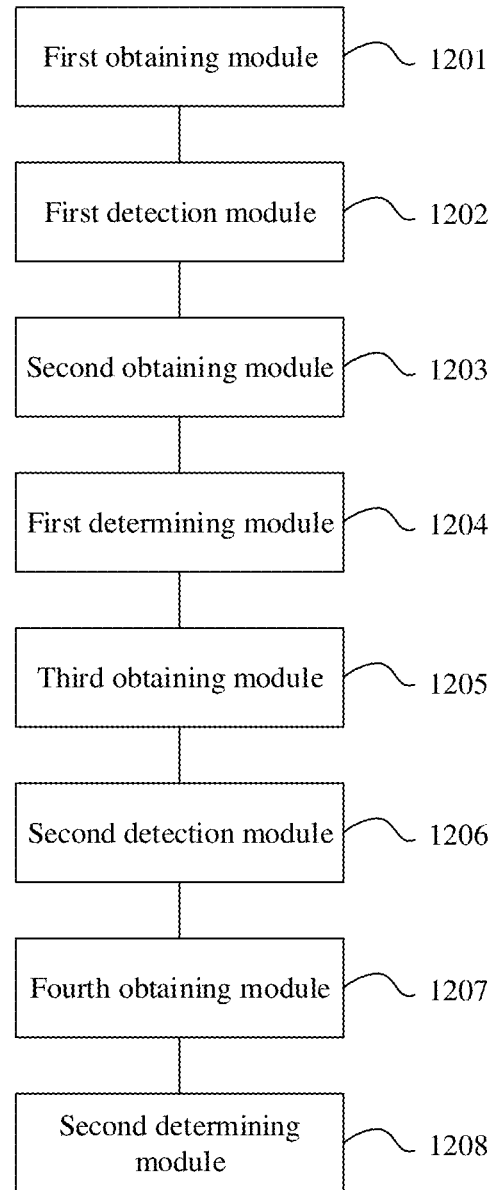 First obtaining module 1201
First detection module 1202
Second obtaining module 1203
First determining module 1204
Third obtaining module 1205
Second detection module 1206
Fourth obtaining module 1207
Second determining
module 1208